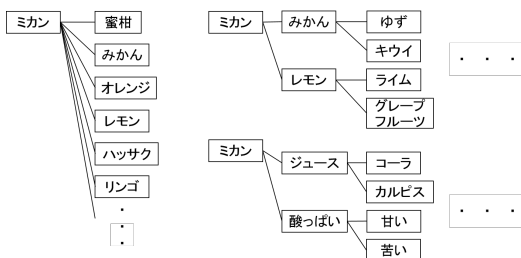 ミカン
蜜柑
みかん
オレンジ
レモン
ハッサク
リンゴ
・
・
・
ミカン
みかん
ゆず
キウイ
レモン
ライム
グレープ
フルーツ
・ ・ ・
ミカン
ジュース
コーラ
カルピス
酸っぱい
甘い
苦い
・ ・ ・